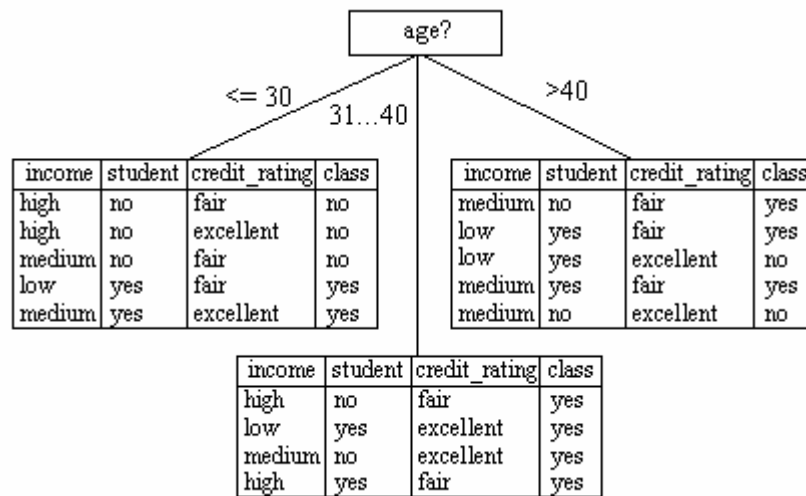 age?
<= 30
31...40
>40
income student credit_rating class
high no fair no
high no excellent no
medium no fair no
low yes fair yes
medium yes excellent yes
income student credit_rating class
medium no fair yes
low yes fair yes
low yes excellent no
medium yes fair yes
medium no excellent no
income student credit_rating class
high no fair yes
low yes excellent yes
medium no excellent yes
high yes fair yes